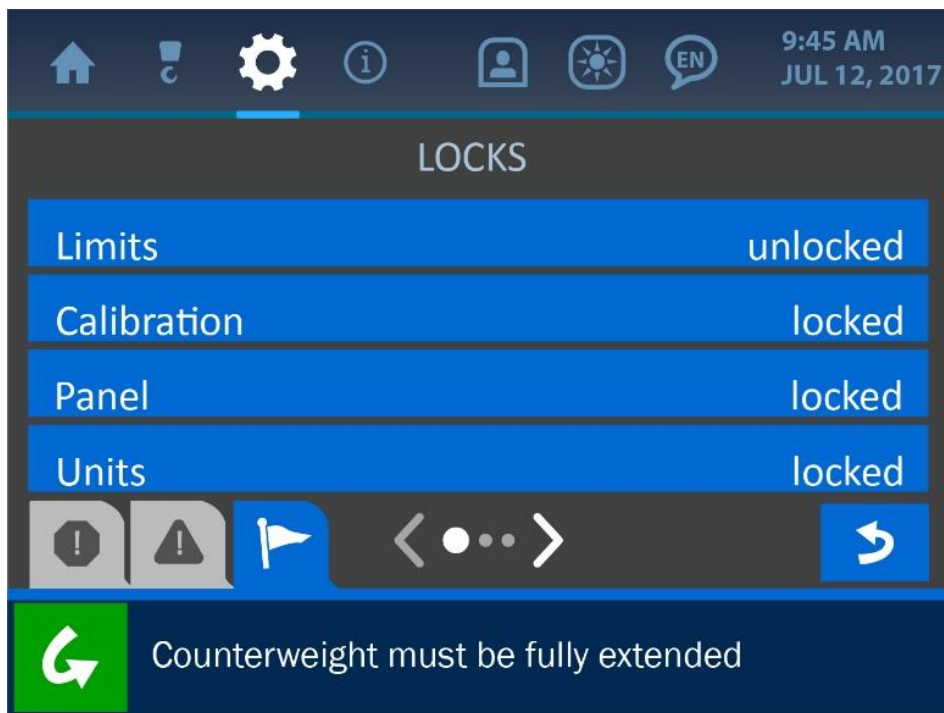 EN
9:45 AM
JUL 12, 2017
LOCKS
Limits unlocked
Calibration locked
Panel locked
Units locked
Counterweight must be fully extended